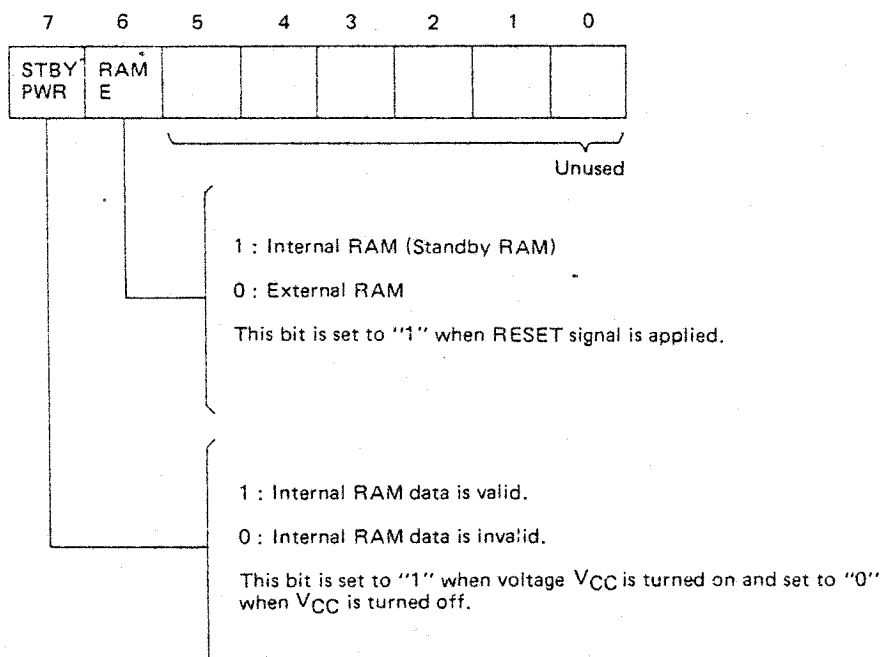 7 6 5 4 3 2 1 0
STBY RAM
PWR E
Unused
1 : Internal RAM (Standby RAM)
0 : External RAM
This bit is set to "1" when RESET signal is applied.
1 : Internal RAM data is valid.
0 : Internal RAM data is invalid.
This bit is set to "1" when voltage VCC is turned on and set to "0"
when VCC is turned off.